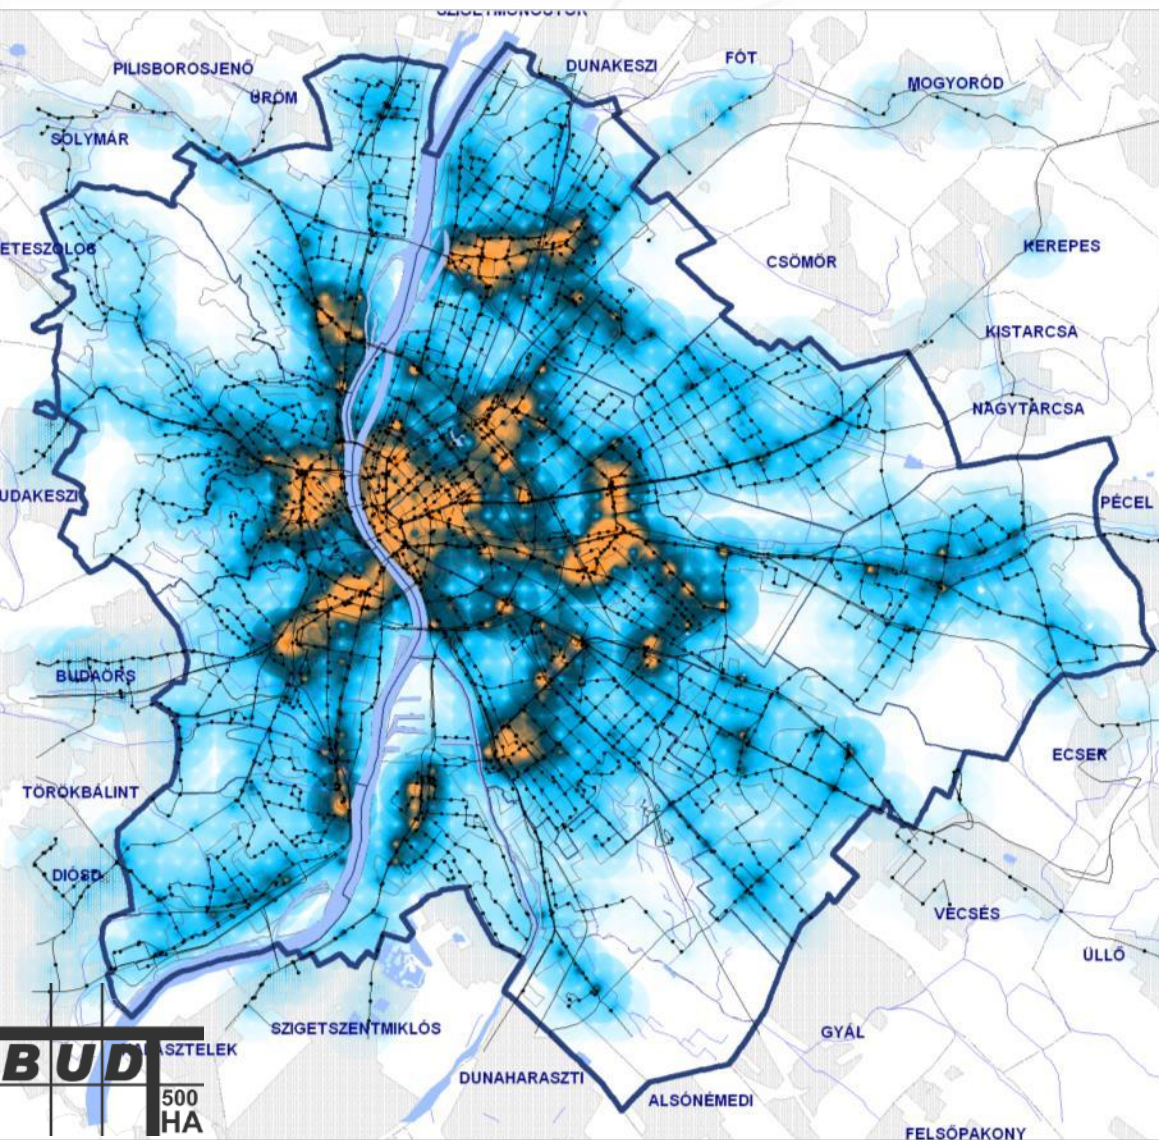 PILISBOROSJENŐ
ÜRÖM
SOLYMÁR
DUNAKESZI
FÓT
MOGYORÓD
CSÖMÖR
KEREPES
KISTARCSA
NAGYTARCSA
PÉCEL
UDAKESZI
BUDAÖRS
TÖRÖKBÁLINT
DIÓSD
ECSER
VECSÉS
ÜLLŐ
GYÁL
SZIGETSZENTMIKLÓS
DUNAHARASZTI
ALSÓNÉMEDI
FELSŐPAKONY
BUD
500
HA